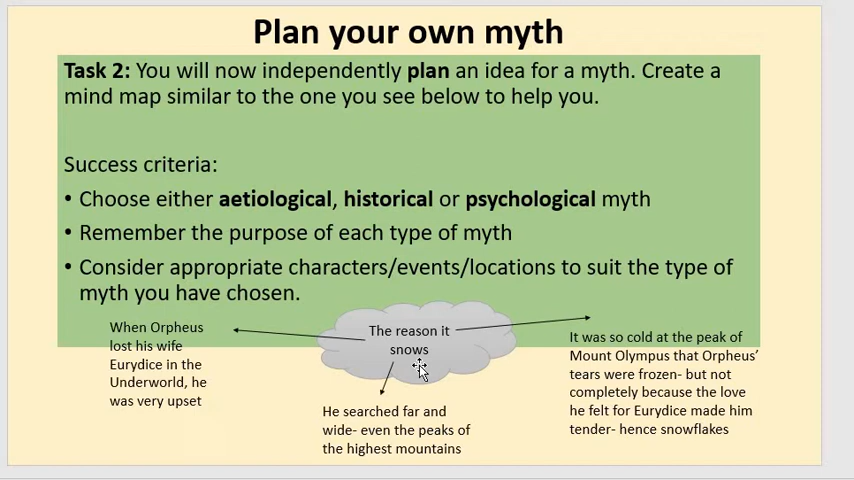 Plan your own myth
Task 2: You will now independently plan an idea for a myth. Create a
mind map similar to the one you see below to help you.
Success criteria:
• Choose either aetiological, historical or psychological myth
• Remember the purpose of each type of myth
• Consider appropriate characters/events/locations to suit the type of
myth you have chosen.
When Orpheus
lost his wife
Eurydice in the
Underworld, he
was very upset
The reason it
snows
He searched far and
wide- even the peaks of
the highest mountains
It was so cold at the peak of
Mount Olympus that Orpheus’
tears were frozen- but not
completely because the love
he felt for Eurydice made him
tender- hence snowflakes